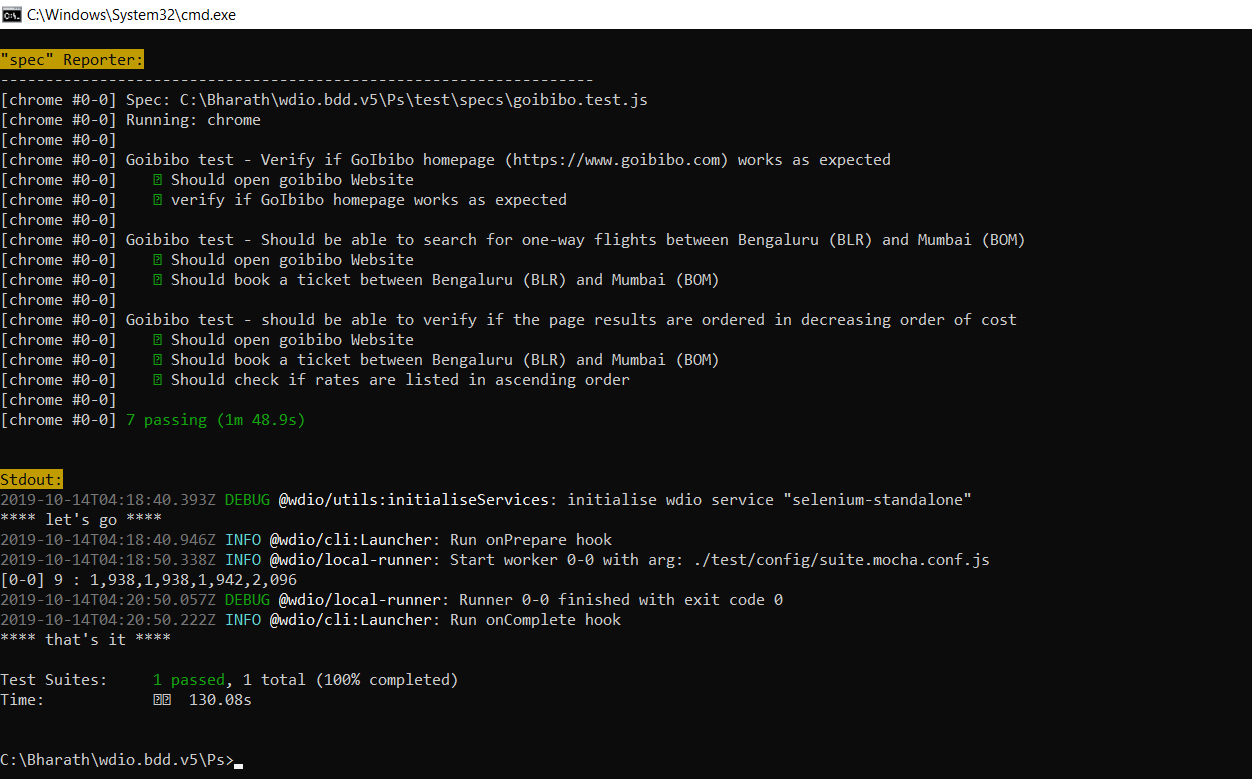 C:\Windows\System32\cmd.exe
"spec" Reporter:
------------------------------------------------------------------
[chrome #0-0] Spec: C:\Bharath\wdio.bdd.v5\Ps\test\specs\goibibo.test.js
[chrome #0-0] Running: chrome
[chrome #0-0]
[chrome #0-0] Goibibo test - Verify if GoIbibo homepage (https://www.goibibo.com) works as expected
[chrome #0-0]    ⍰ Should open goibibo Website
[chrome #0-0]    ⍰ verify if GoIbibo homepage works as expected
[chrome #0-0]
[chrome #0-0] Goibibo test - Should be able to search for one-way flights between Bengaluru (BLR) and Mumbai (BOM)
[chrome #0-0]    ⍰ Should open goibibo Website
[chrome #0-0]    ⍰ Should book a ticket between Bengaluru (BLR) and Mumbai (BOM)
[chrome #0-0]
[chrome #0-0] Goibibo test - should be able to verify if the page results are ordered in decreasing order of cost
[chrome #0-0]    ⍰ Should open goibibo Website
[chrome #0-0]    ⍰ Should book a ticket between Bengaluru (BLR) and Mumbai (BOM)
[chrome #0-0]    ⍰ Should check if rates are listed in ascending order
[chrome #0-0]
[chrome #0-0] 7 passing (1m 48.9s)
Stdout:
2019-10-14T04:18:40.393Z DEBUG @wdio/utils:initialiseServices: initialise wdio service "selenium-standalone"
**** let's go ****
2019-10-14T04:18:40.946Z INFO @wdio/cli:Launcher: Run onPrepare hook
2019-10-14T04:18:50.338Z INFO @wdio/local-runner: Start worker 0-0 with arg: ./test/config/suite.mocha.conf.js
[0-0] 9 : 1,938,1,938,1,942,2,096
2019-10-14T04:20:50.057Z DEBUG @wdio/local-runner: Runner 0-0 finished with exit code 0
2019-10-14T04:20:50.222Z INFO @wdio/cli:Launcher: Run onComplete hook
**** that's it ****
Test Suites:     1 passed, 1 total (100% completed)
Time:            ⍰⍰  130.08s
C:\Bharath\wdio.bdd.v5\Ps>